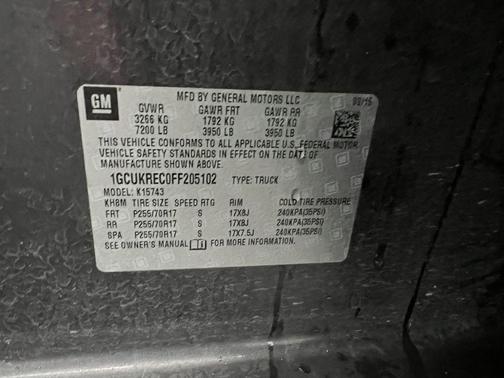 GM
MFD BY GENERAL MOTORS LLC 03/15
GVWR GAWR FRT GAWR RR
3266 KG 1792 KG 1792 KG
7200 LB 3950 LB 3950 LB
THIS VEHICLE CONFORMS TO ALL APPLICABLE U.S. FEDERAL MOTOR
VEHICLE SAFETY STANDARDS IN EFFECT ON THE DATE OF
MANUFACTURE SHOWN ABOVE.
1GCUKREC0FF205102 TYPE: TRUCK
MODEL: K15743
KH8M TIRE SIZE SPEED RTG RIM COLD TIRE PRESSURE
FRT P255/70R17 S 17X8J 240KPA(35PSI)
RR P255/70R17 S 17X8J 240KPA(35PSI)
SPA P255/70R17 S 17X7.5J 240KPA(35PSI)
SEE OWNER'S MANUAL FOR MORE INFORMATION.